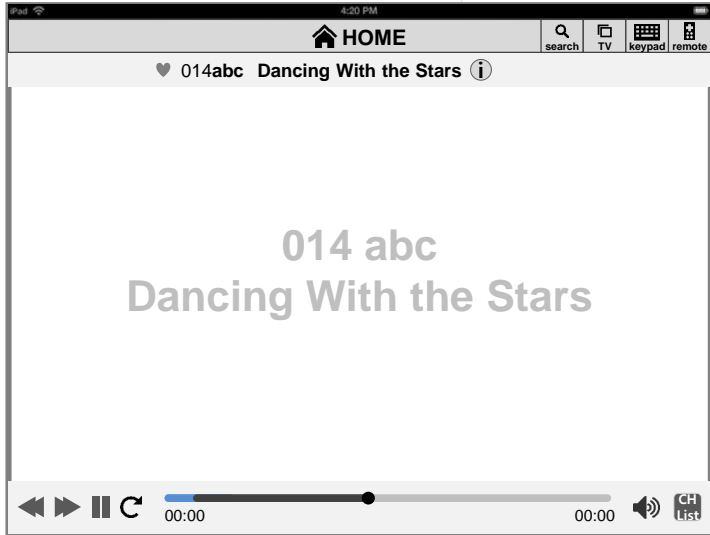 iPad 4:20 PM
HOME
search TV keypad remote
014abc Dancing With the Stars i
014 abc
Dancing With the Stars
00:00 00:00
CH
List